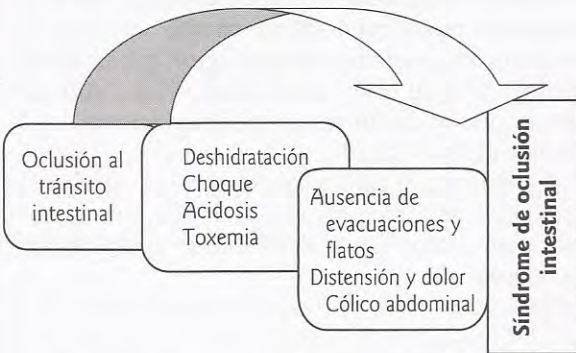 Oclusión al
tránsito
intestinal
Deshidratación
Choque
Acidosis
Toxemia
Ausencia de
evacuaciones y
flatos
Distensión y dolor
Cólico abdominal
Síndrome de oclusión
intestinal